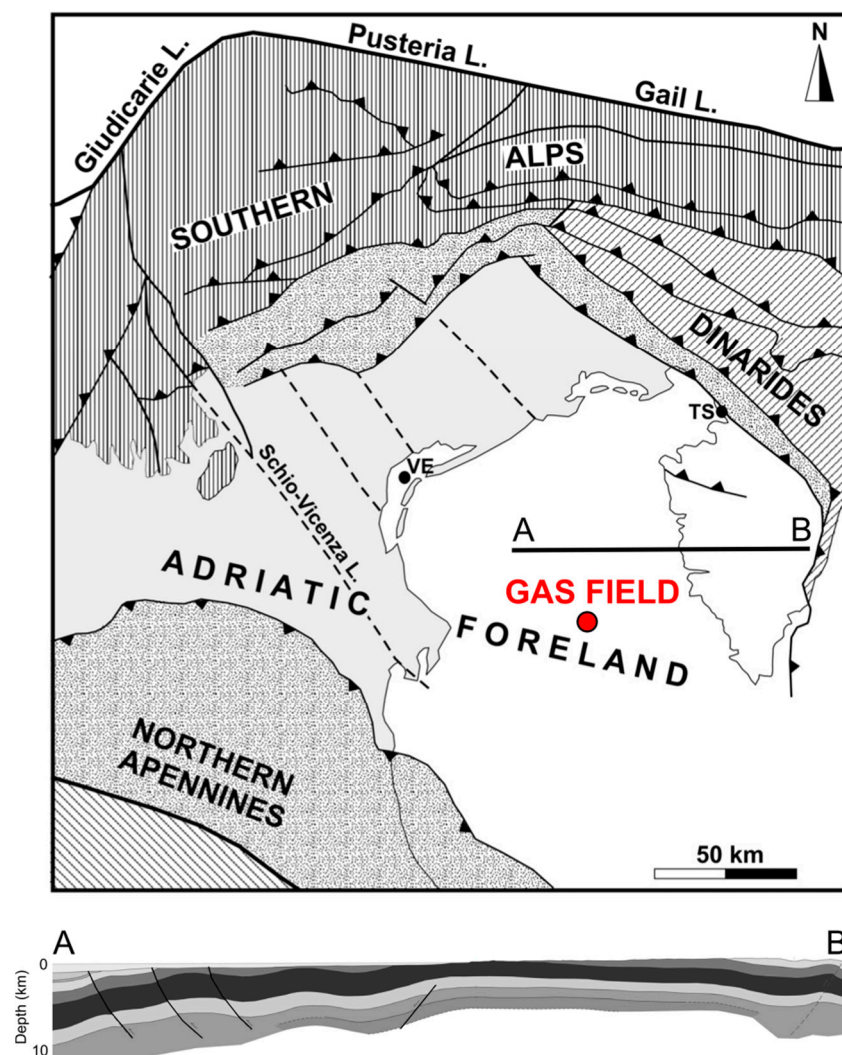 Pusteria L.
N
Giudicarie L.
Gail L.
ALPS
SOUTHERN
DINARIDES
TS
VE
Schio-Vicenza L.
A
B
ADRIATIC
GAS FIELD
FORELAND
NORTHERN
APENNINES
50 km
A
B
0
Depth (km)
10